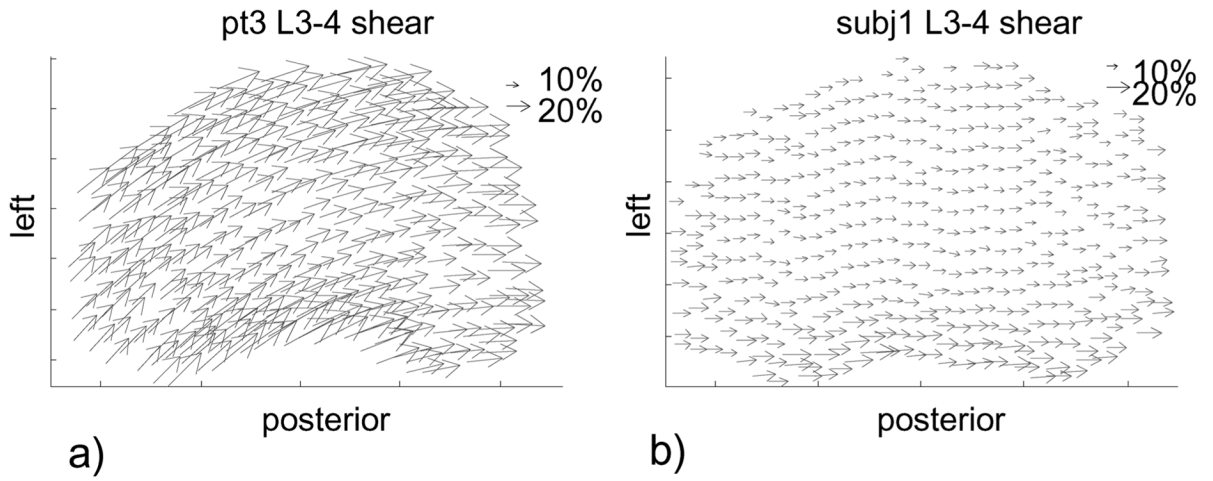 pt3 L3-4 shear
10%
20%
left
posterior
a)
subj1 L3-4 shear
10%
20%
left
posterior
b)